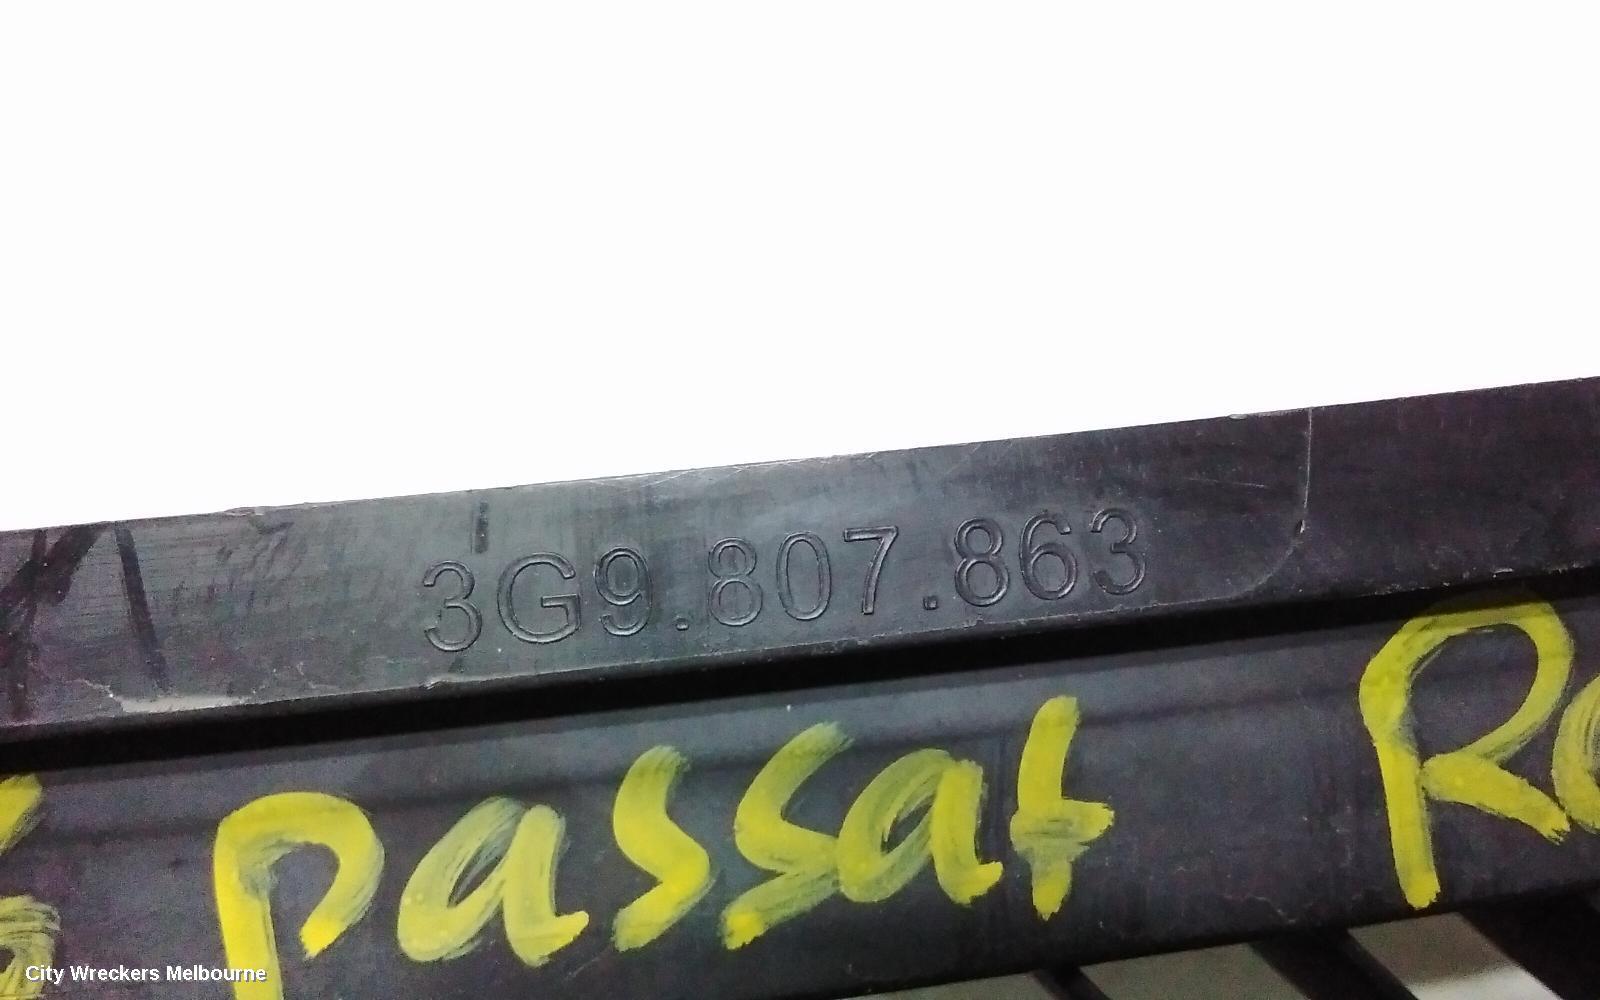 3G9.807.863
Passat
City Wreckers Melbourne